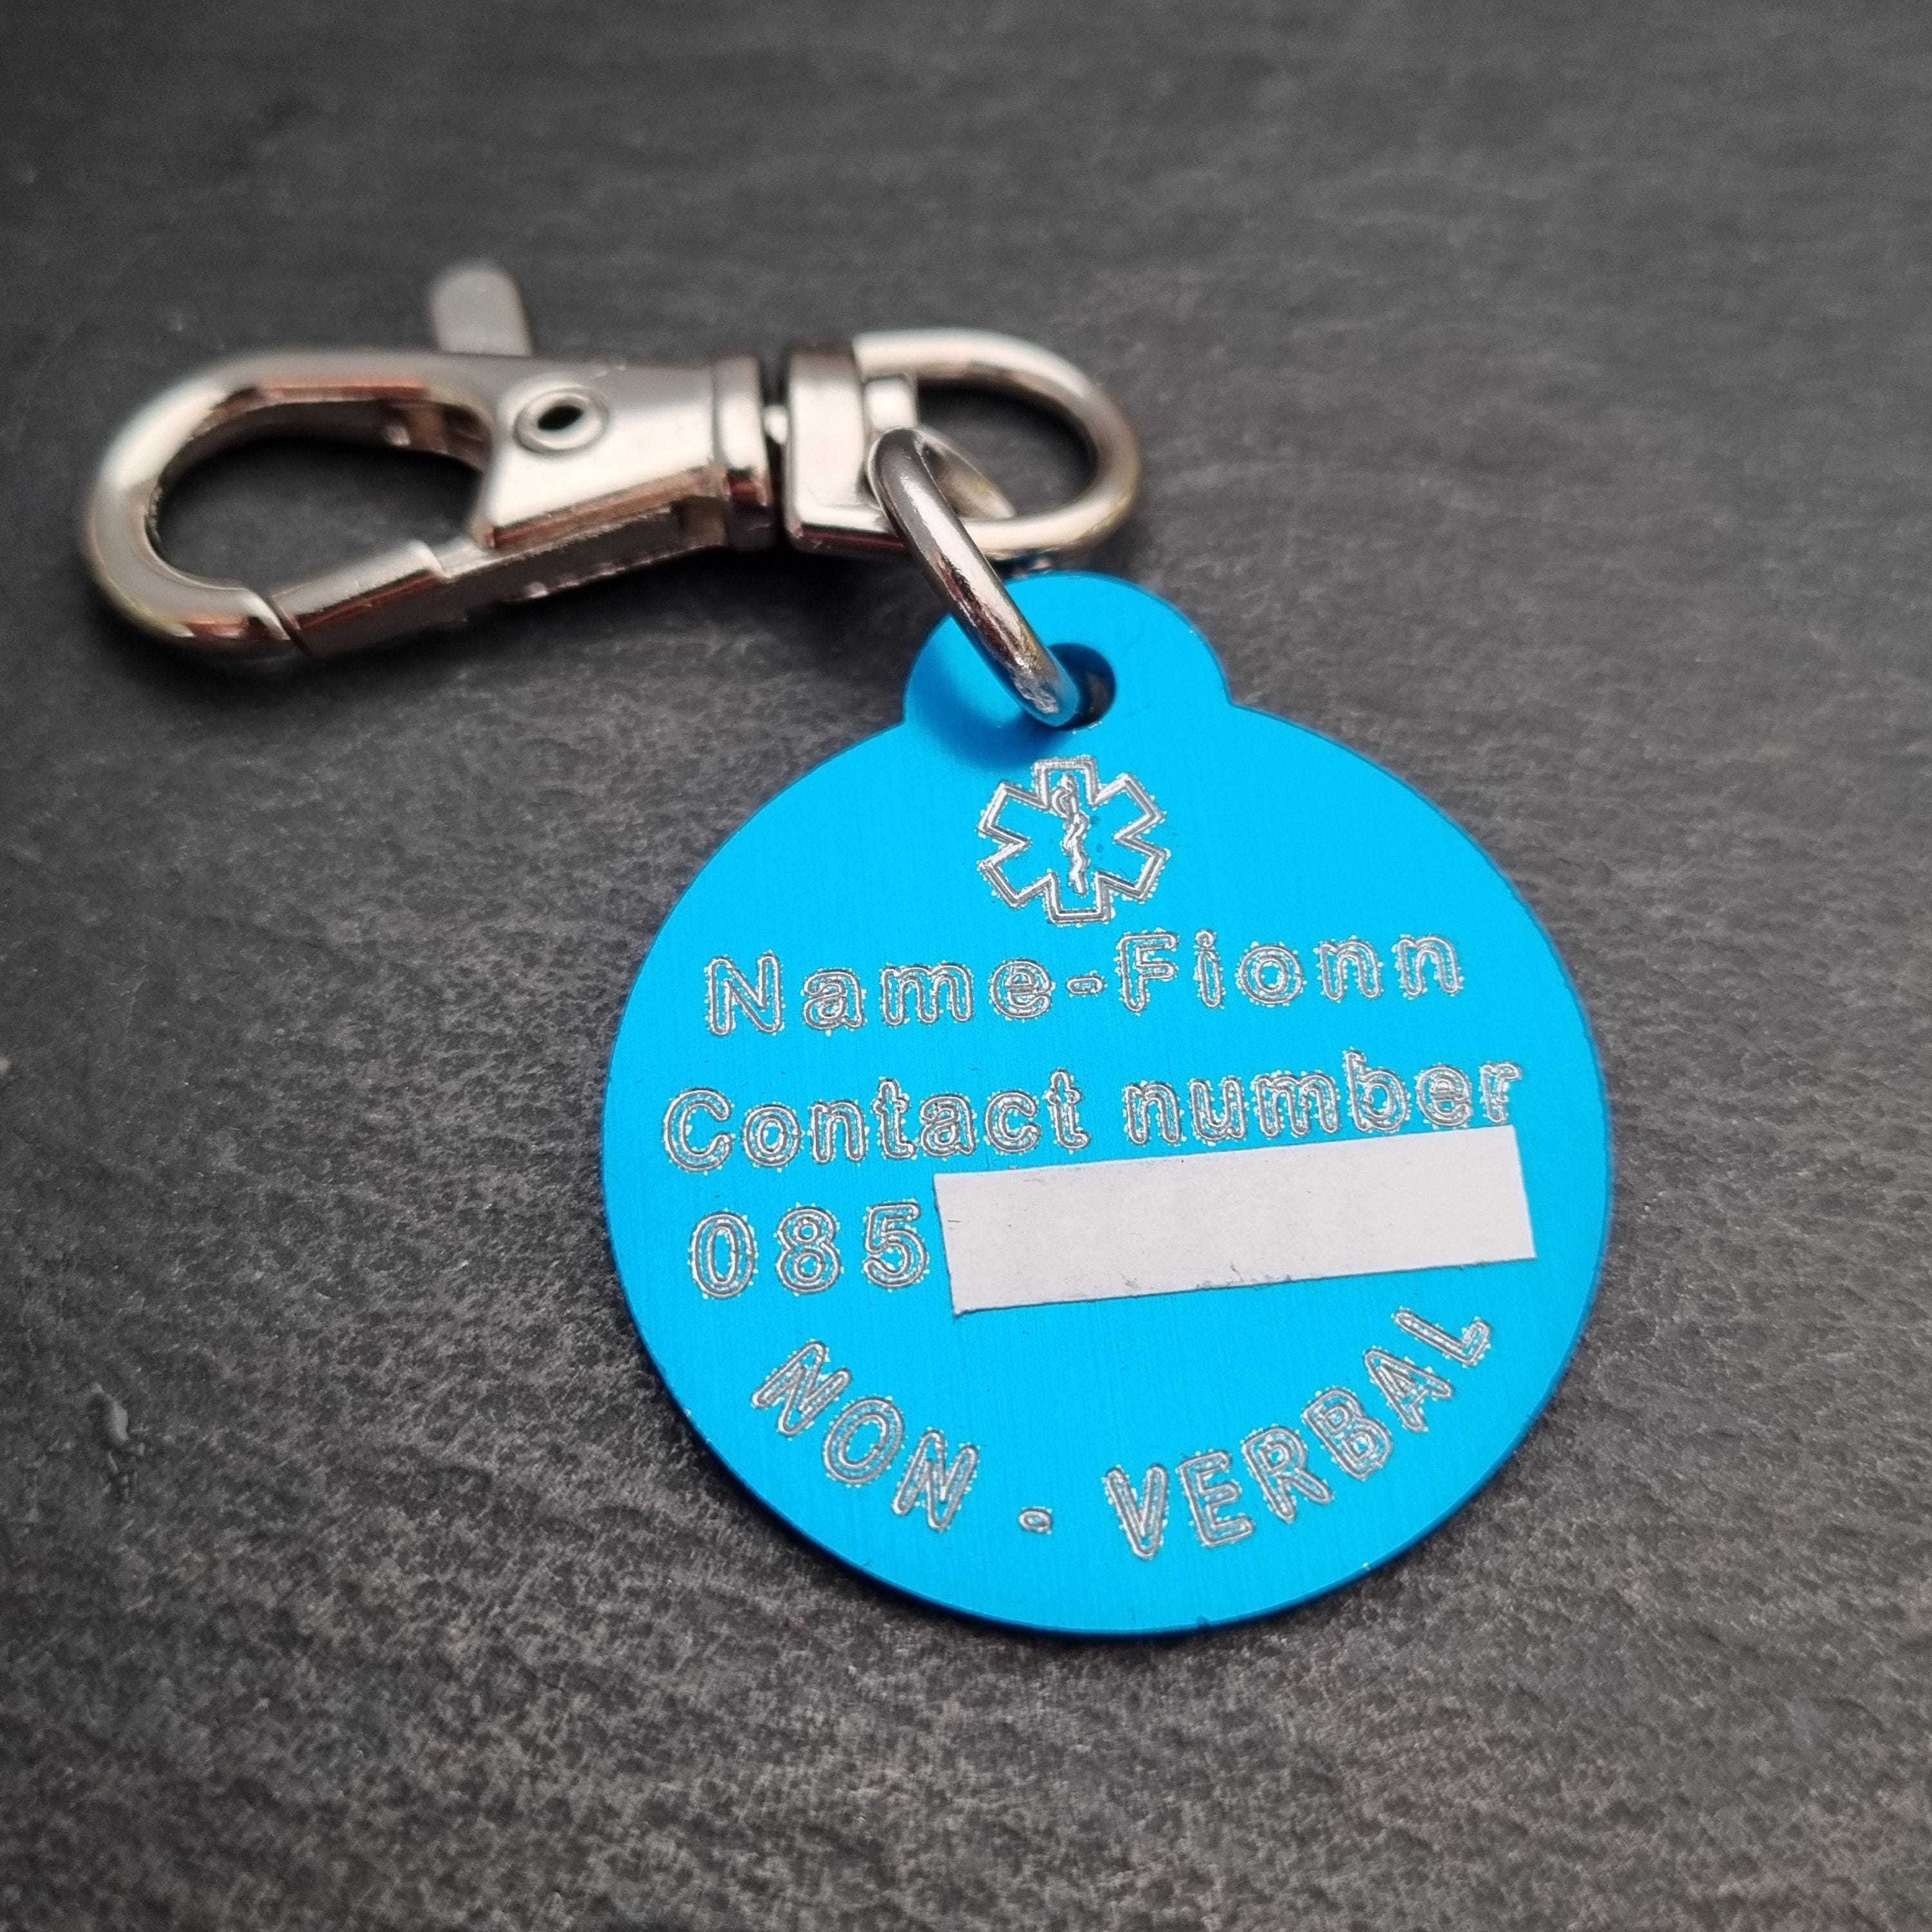 Name-Fionn
Contact number
085
NON - VERBAL